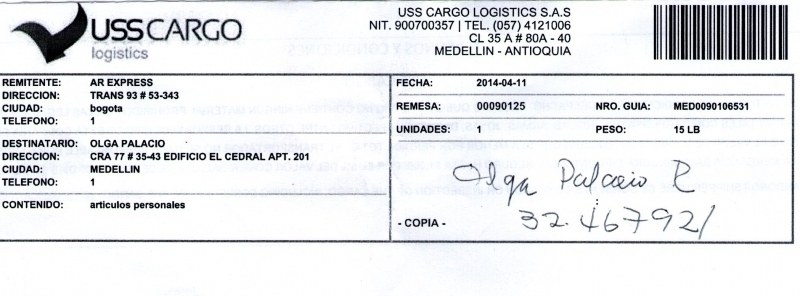 USSCARGO
logistics
USS CARGO LOGISTICS S.A.S
NIT. 900700357 | TEL. (057) 4121006
CL 35 A # 80A - 40
MEDELLIN - ANTIOQUIA
REMITENTE: AR EXPRESS
DIRECCION: TRANS 93 # 53-343
CIUDAD: bogota
TELEFONO: 1
DESTINATARIO: OLGA PALACIO
DIRECCIÓN: CRA 77 # 35-43 EDIFICIO EL CEDRAL APT. 201
CIUDAD: MEDELLIN
TELEFONO: 1
CONTENIDO: articulos personales
FECHA: 2014-04-11
REMESA: 00090125 NRO. GUIA: MED0090106531
UNIDADES: 1 PESO: 15 LB
Olga Palacio R
32.467921
- COPIA -